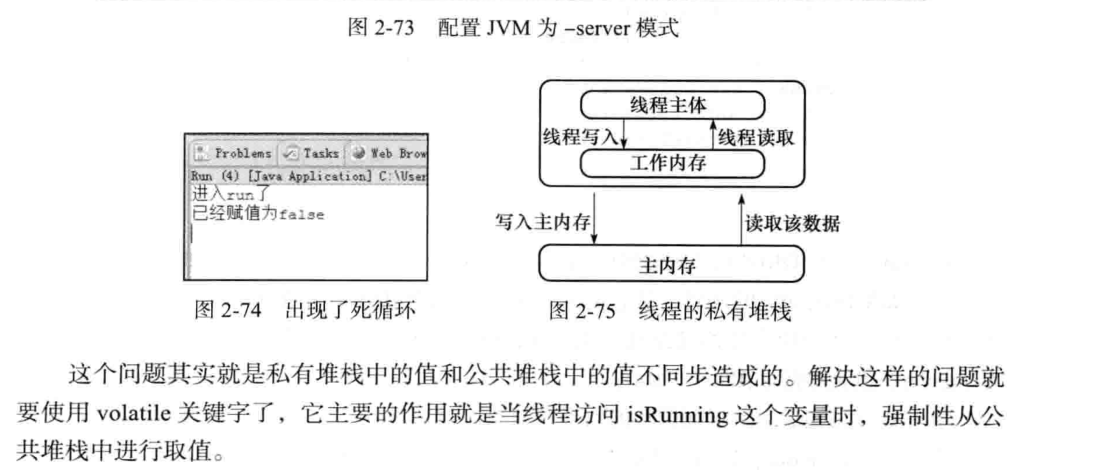 图 2-73 配置 JVM 为 –server 模式
Problems Tasks Web Brow
Run (4) [Java Application] C:\User
进入run了
已经赋值为false
线程主体
线程写入 线程读取
工作内存
写入主内存 读取该数据
主内存
图 2-74 出现了死循环
图 2-75 线程的私有堆栈
这个问题其实就是私有堆栈中的值和公共堆栈中的值不同步造成的。解决这样的问题就
要使用 volatile 关键字了，它主要的作用就是当线程访问 isRunning 这个变量时，强制性从公
共堆栈中进行取值。